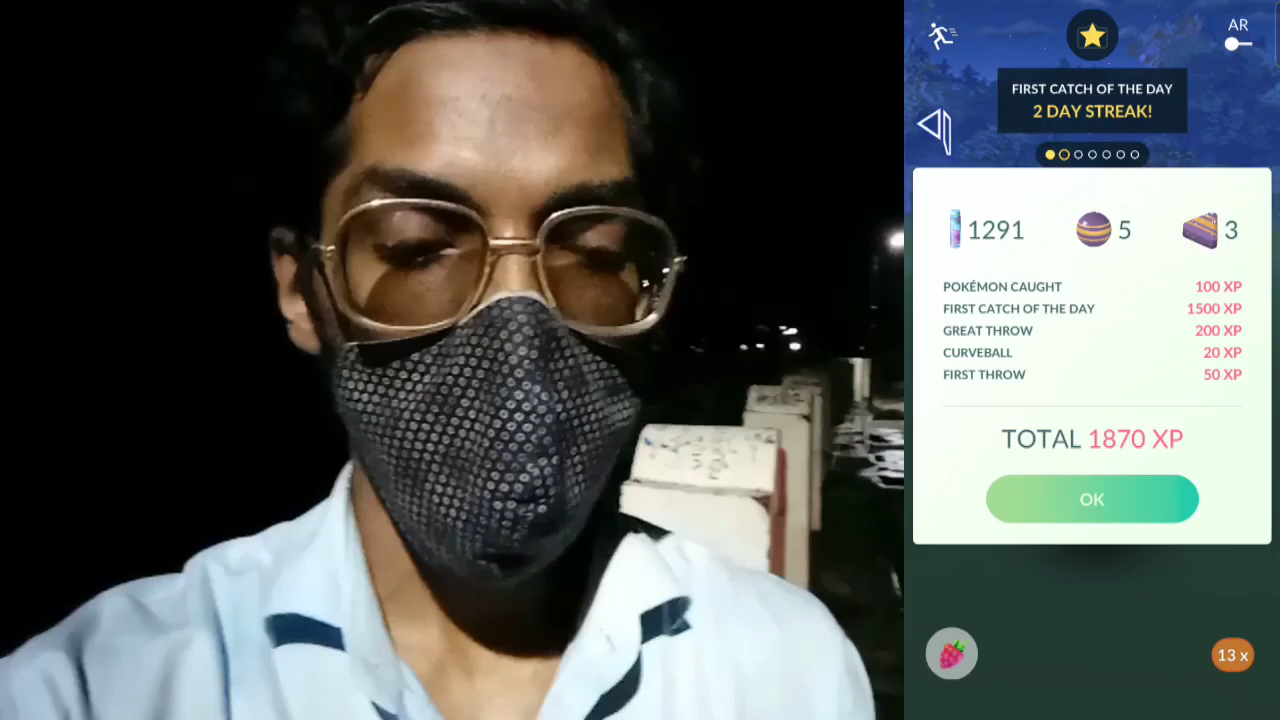 AR
FIRST CATCH OF THE DAY
2 DAY STREAK!
1291 5 3
POKÉMON CAUGHT 100 XP
FIRST CATCH OF THE DAY 1500 XP
GREAT THROW 200 XP
CURVEBALL 20 XP
FIRST THROW 50 XP
TOTAL 1870 XP
OK
13 x